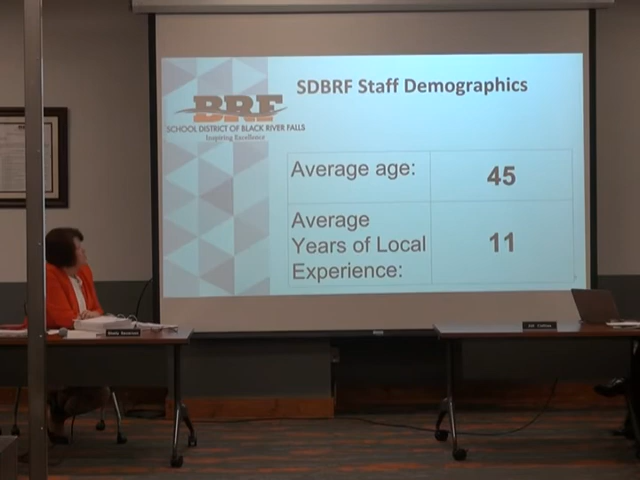 SDBRF Staff Demographics
BRF
SCHOOL DISTRICT OF BLACK RIVER FALLS
Inspiring Excellence
Average age: 45
Average
Years of Local 11
Experience: